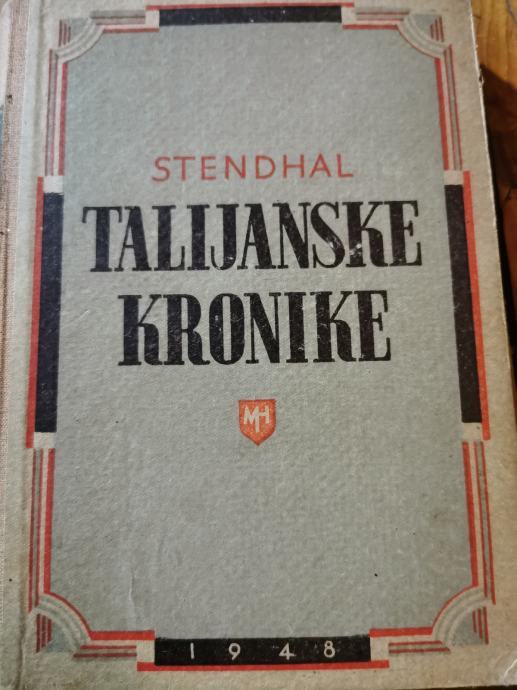 STENDHAL
TALIJANSKE
KRONIKE
MH
1948